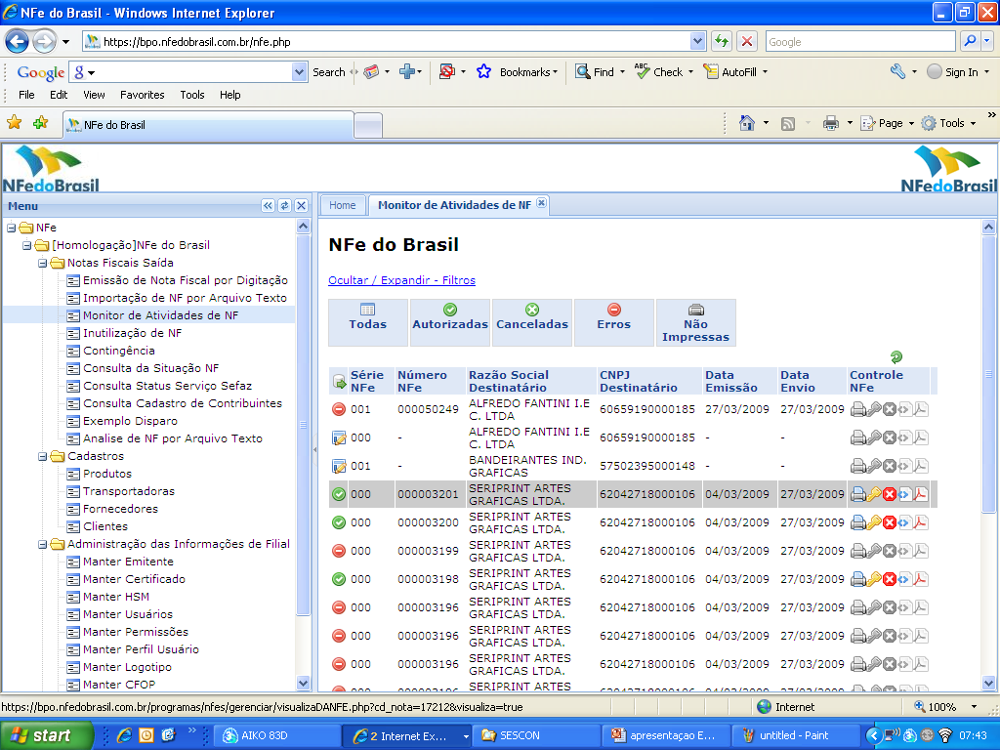 NFe do Brasil - Windows Internet Explorer
https://bpo.nfedobrasil.com.br/nfe.php
Google
Google
Search
Bookmarks
Find
Check
AutoFill
Sign In
File Edit View Favorites Tools Help
NFe do Brasil
Page
Tools
NFedoBrasil
NFedoBrasil
Menu
NFe
[Homologação]NFe do Brasil
Notas Fiscais Saída
Emissão de Nota Fiscal por Digitação
Importação de NF por Arquivo Texto
Monitor de Atividades de NF
Inutilização de NF
Contingência
Consulta da Situação NF
Consulta Status Serviço Sefaz
Consulta Cadastro de Contribuintes
Exemplo Disparo
Analise de NF por Arquivo Texto
Cadastros
Produtos
Transportadoras
Fornecedores
Clientes
Administração das Informações de Filial
Manter Emitente
Manter Certificado
Manter HSM
Manter Usuários
Manter Permissões
Manter Perfil Usuário
Manter Logotipo
Manter CFOP
Home
Monitor de Atividades de NF
NFe do Brasil
Ocultar / Expandir - Filtros
Todas
Autorizadas
Canceladas
Erros
Não
Impressas
Série Número Razão Social CNPJ Data Data Controle
NFe NFe Destinatário Destinatário Emissão Envio NFe
001 000050249 ALFREDO FANTINI I.E C. LTDA 60659190000185 27/03/2009 27/03/2009
000 - ALFREDO FANTINI I.E C. LTDA 60659190000185 - -
001 - BANDEIRANTES IND. GRAFICAS 57502395000148 - -
000 000003201 SERIPRINT ARTES GRAFICAS LTDA. 62042718000106 04/03/2009 27/03/2009
000 000003200 SERIPRINT ARTES GRAFICAS LTDA. 62042718000106 04/03/2009 27/03/2009
000 000003199 SERIPRINT ARTES GRAFICAS LTDA. 62042718000106 04/03/2009 27/03/2009
000 000003199 SERIPRINT ARTES GRAFICAS LTDA. 62042718000106 04/03/2009 27/03/2009
000 000003196 SERIPRINT ARTES GRAFICAS LTDA. 62042718000106 04/03/2009 27/03/2009
000 000003196 SERIPRINT ARTES GRAFICAS LTDA. 62042718000106 04/03/2009 27/03/2009
000 000003196 SERIPRINT ARTES GRAFICAS LTDA. 62042718000106 04/03/2009 27/03/2009
SERIPRINT ARTES
https://bpo.nfedobrasil.com.br/programas/nfes/gerenciar/visualizaDANFE.php?cd_nota=17212&visualiza=true
Internet
100%
start
AIKO 83D
2 Internet Ex...
SESCON
apresentaçao E...
untitled - Paint
07:43